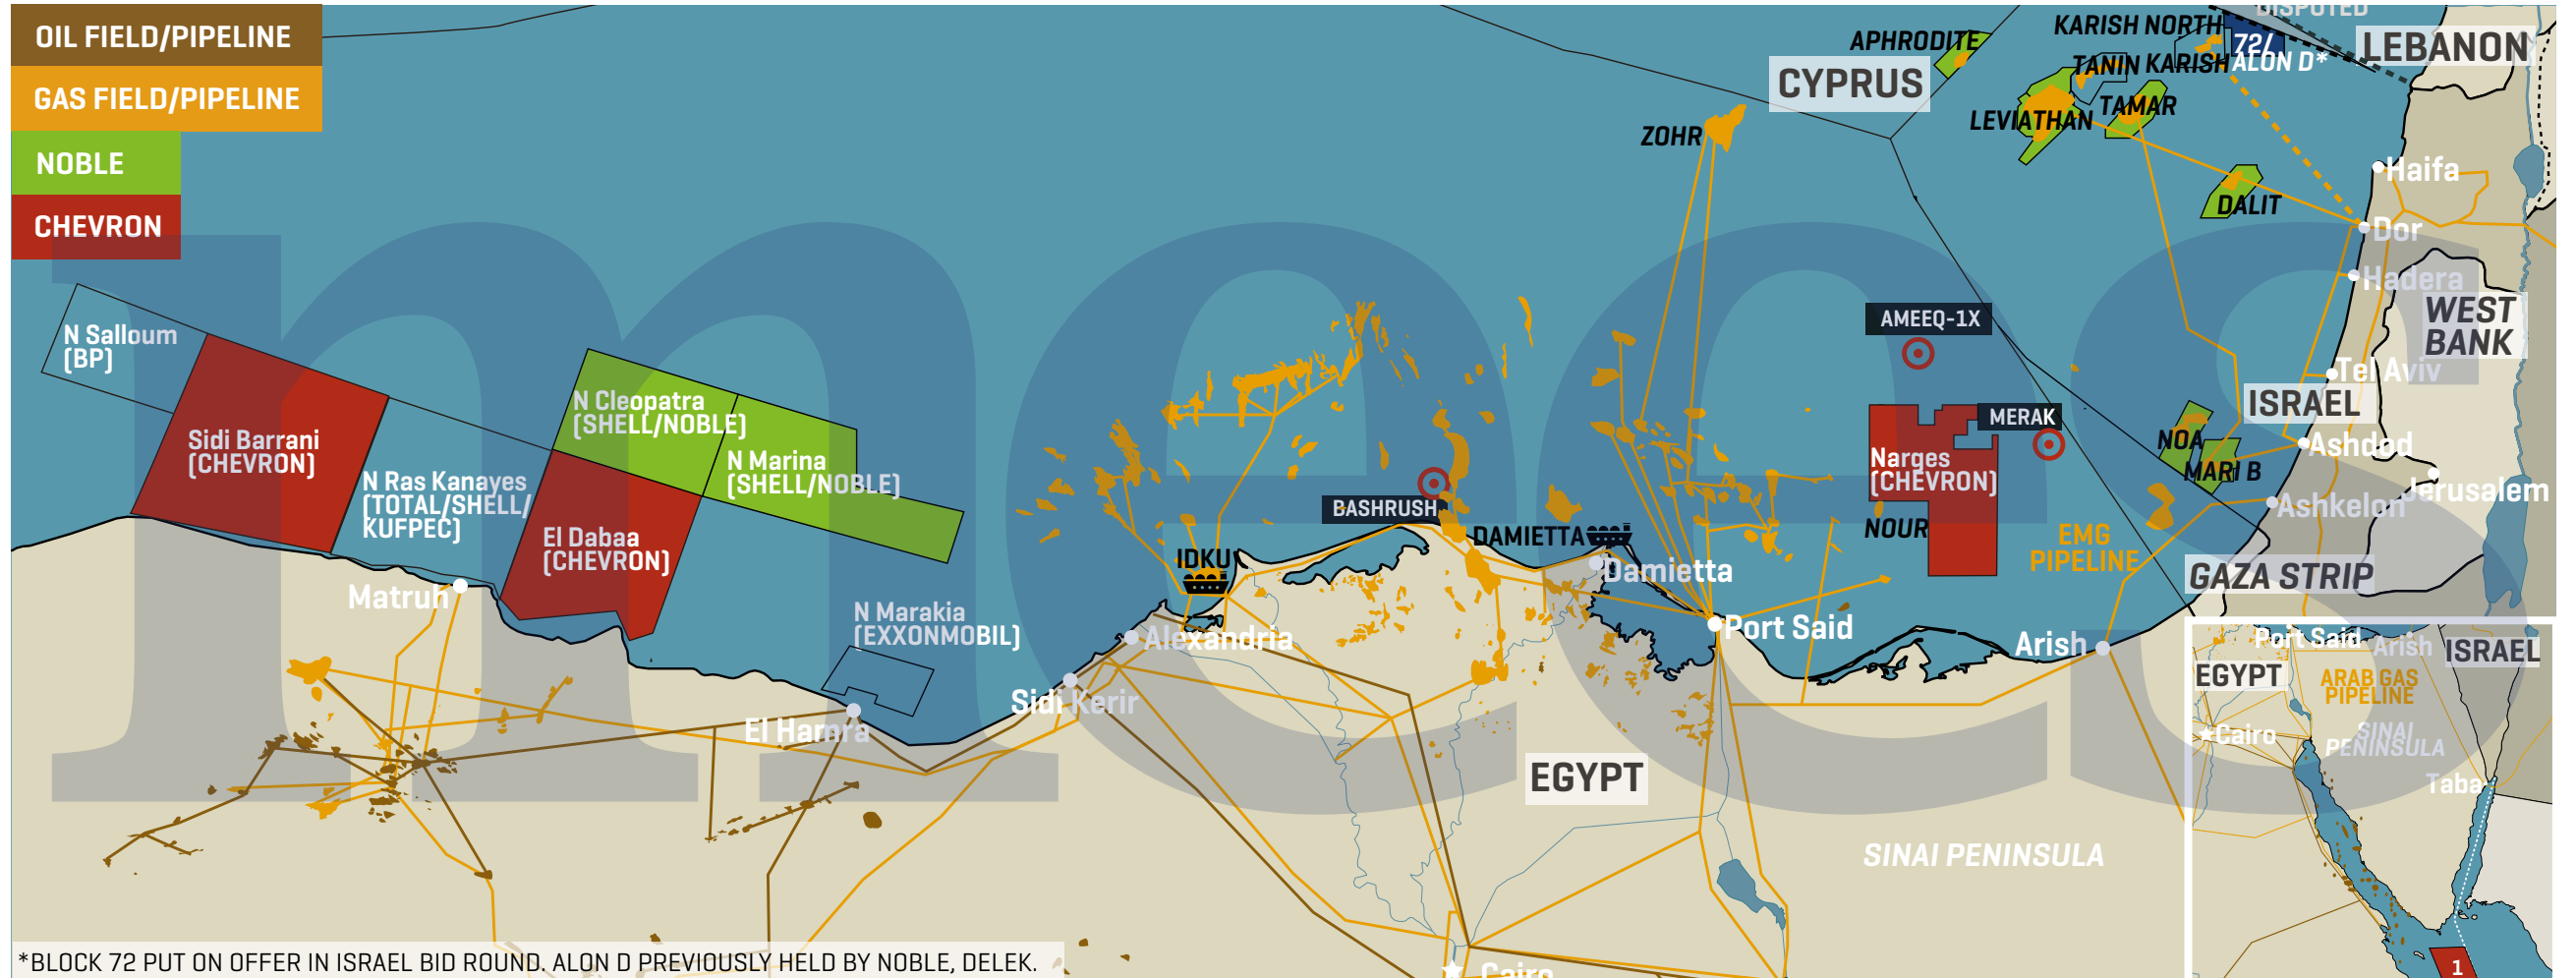 OIL FIELD/PIPELINE
GAS FIELD/PIPELINE
NOBLE
CHEVRON
DISPUTED
KARISH NORTH
72/
ALON D*
LEBANON
APHRODITE
CYPRUS
TANIN
KARISH
LEVIATHAN
TAMAR
ZOHR
Haifa
DALIT
Dor
Hadera
WEST
BANK
mees
N Salloum
(BP)
AMEEQ-1X
Tel Aviv
ISRAEL
N Cleopatra
(SHELL/NOBLE)
MERAK
Sidi Barrani
(CHEVRON)
N Marina
(SHELL/NOBLE)
Narges
(CHEVRON)
NOA
MARI B
Ashdod
Jerusalem
N Ras Kanayes
(TOTAL/SHELL/
KUFPEC)
BASHRUSH
Ashkelon
El Dabaa
(CHEVRON)
NOUR
EMG
PIPELINE
DAMIETTA
IDKU
Damietta
GAZA STRIP
Matruh
N Marakia
(EXXONMOBIL)
Alexandria
Port Said
Arish
Sidi Kerir
El Hamra
EGYPT
SINAI PENINSULA
Cairo
Port Said
Arish
ISRAEL
EGYPT
ARAB GAS
PIPELINE
Cairo
SINAI
PENINSULA
Taba
1
*BLOCK 72 PUT ON OFFER IN ISRAEL BID ROUND. ALON D PREVIOUSLY HELD BY NOBLE, DELEK.